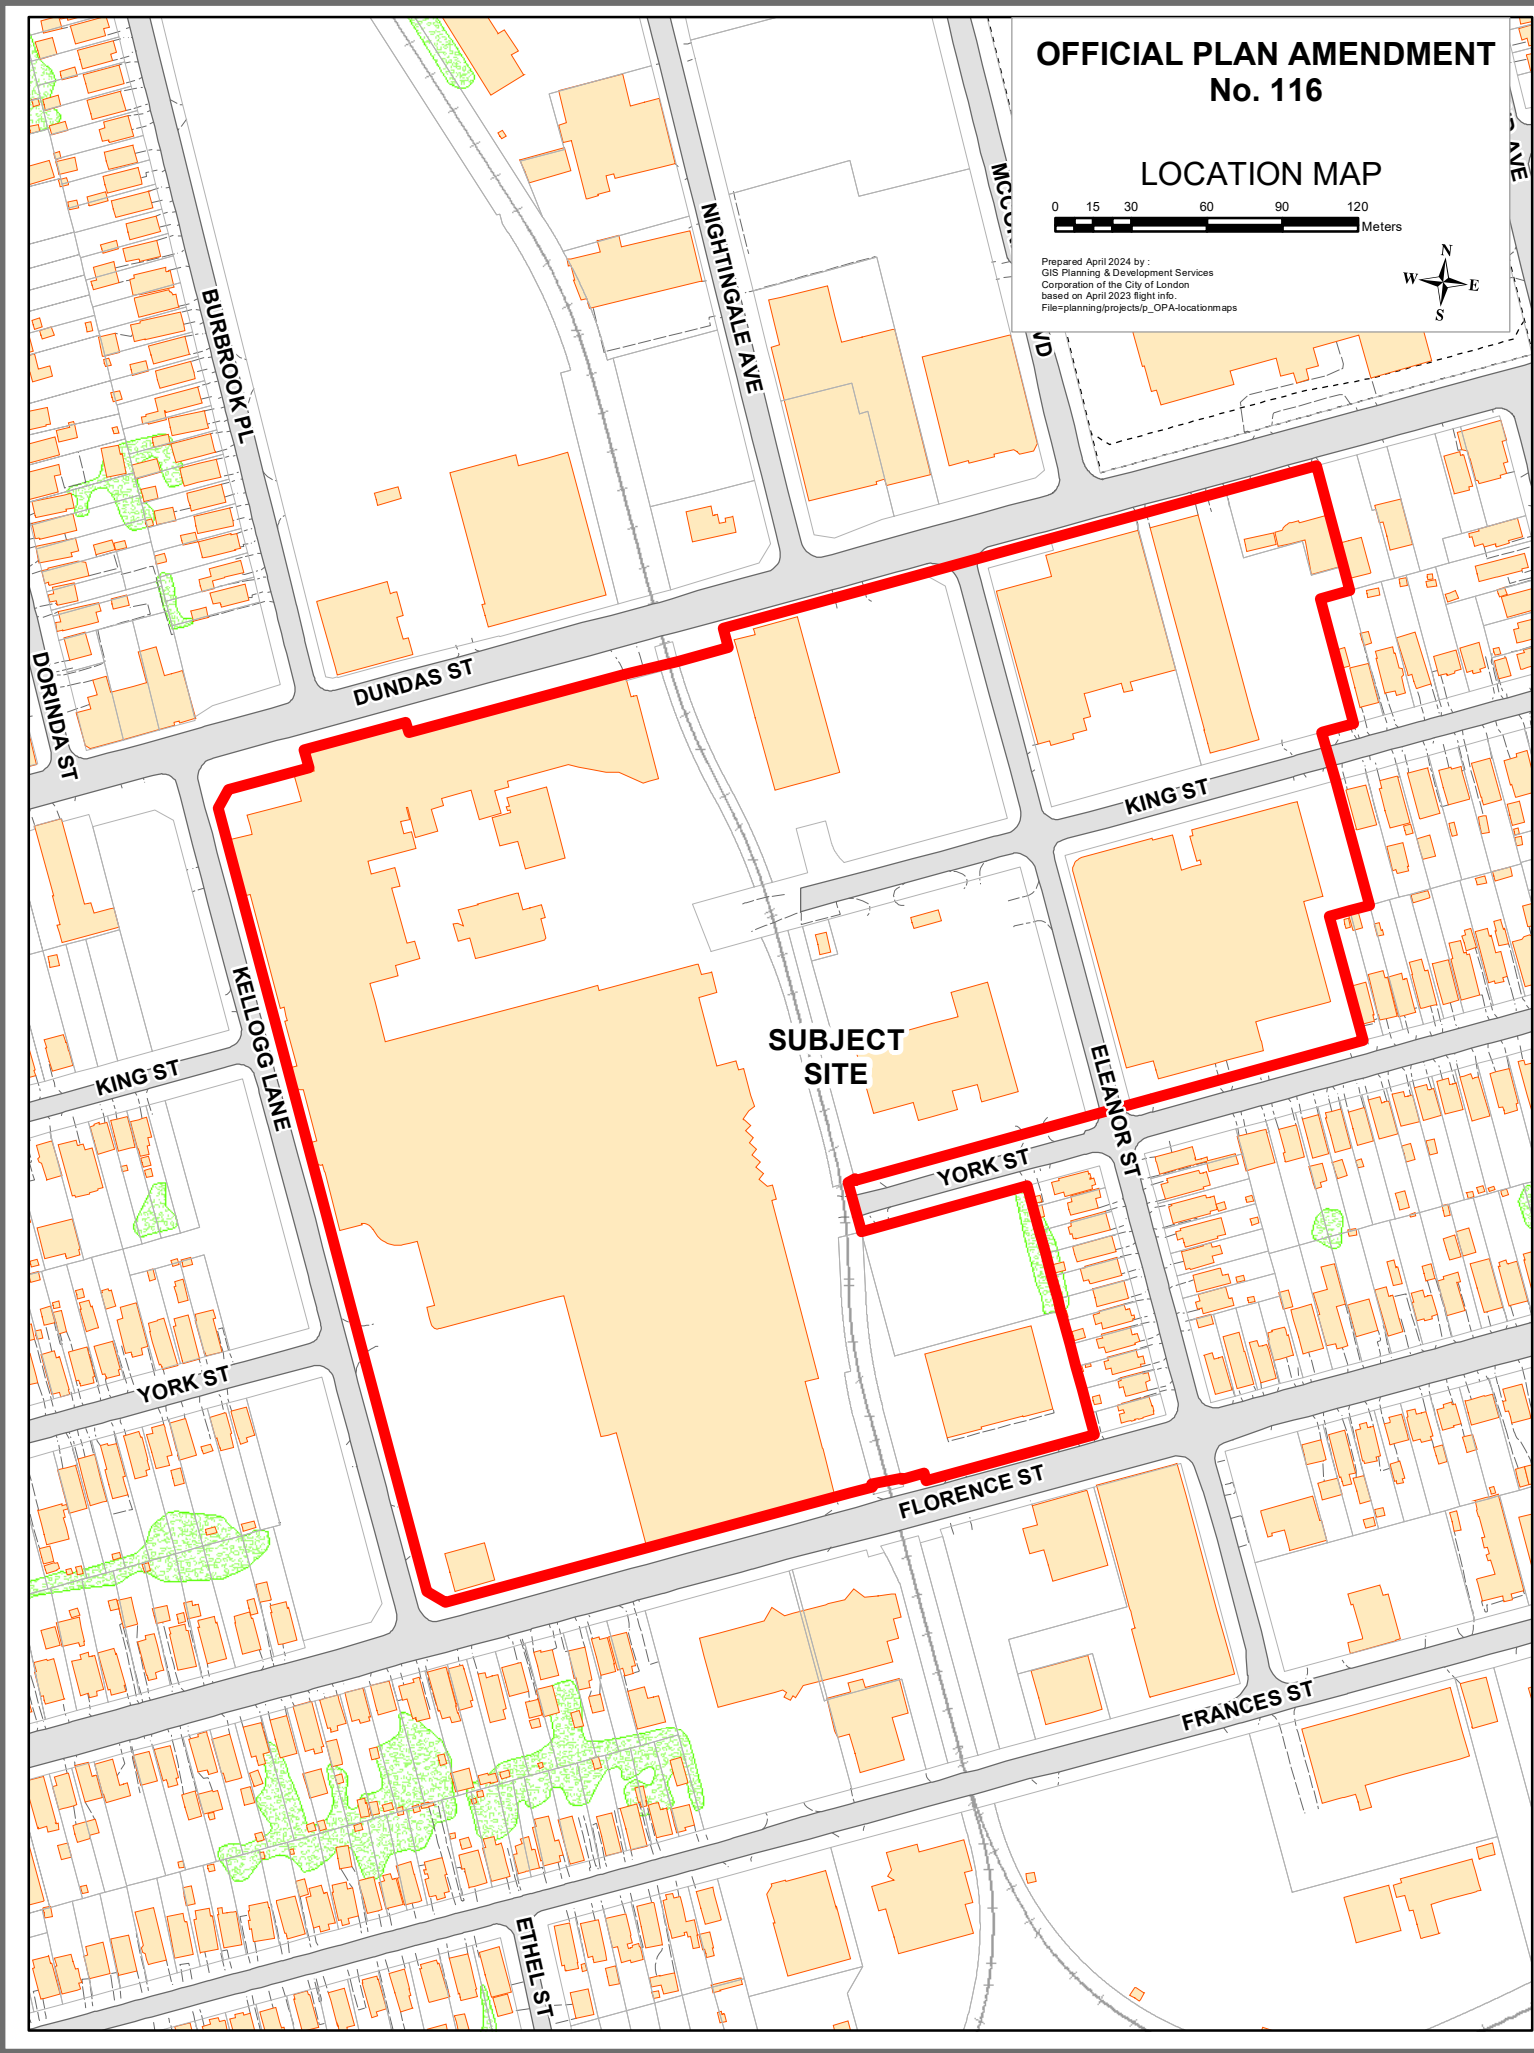 OFFICIAL PLAN AMENDMENT
No. 116
LOCATION MAP
0 15 30 60 90 120
Meters
Prepared April 2024 by :
GIS Planning & Development Services
Corporation of the City of London
based on April 2023 flight info.
File=planning/projects/p_OPA-locationmaps
N
W E
S
AVE
NIGHTINGALE AVE
BURBROOK PL
DORINDA ST
DUNDAS ST
KING ST
KELLOGG LANE
KING ST
SUBJECT
SITE
ELEANOR ST
YORK ST
YORK ST
FLORENCE ST
FRANCES ST
ETHEL ST